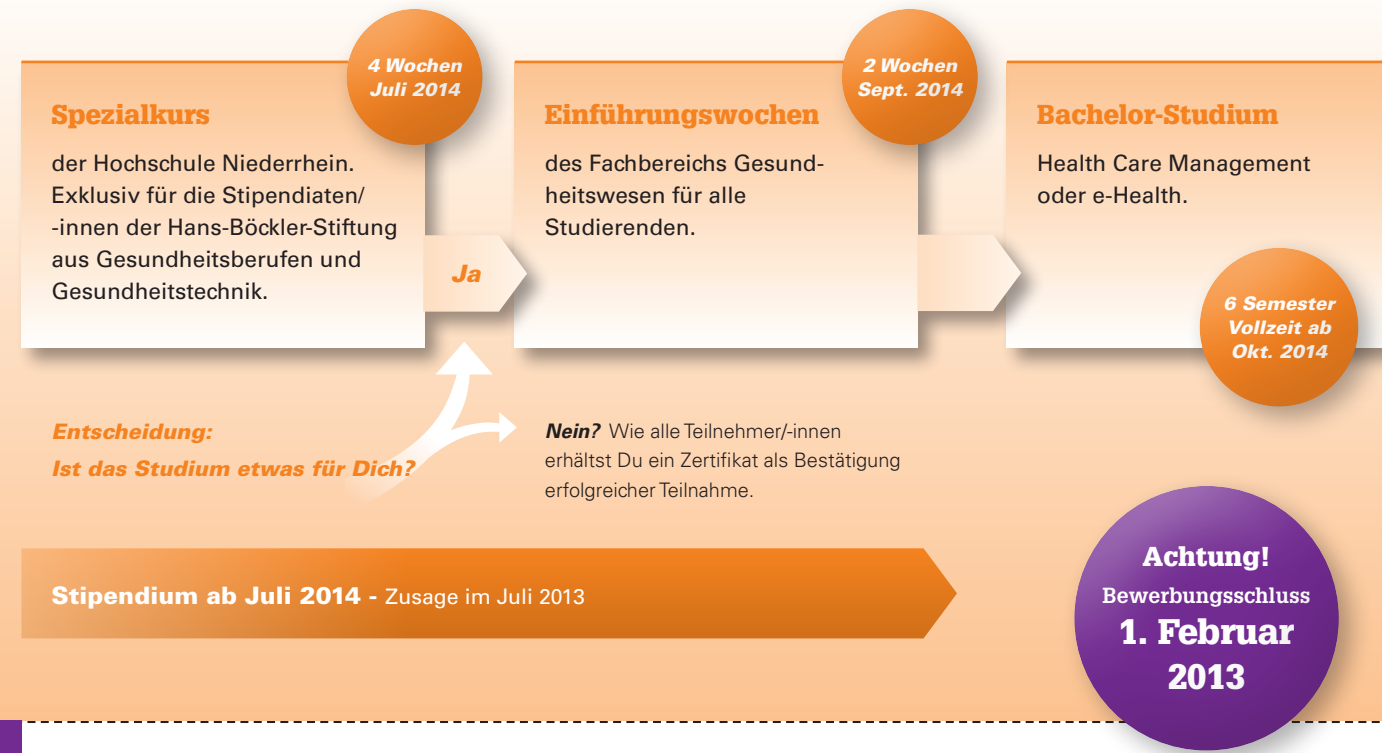 4 Wochen
Juli 2014
Spezialkurs
der Hochschule Niederrhein.
Exklusiv für die Stipendiaten/
-innen der Hans-Böckler-Stiftung
aus Gesundheitsberufen und
Gesundheitstechnik.
Ja
2 Wochen
Sept. 2014
Einführungswochen
des Fachbereichs Gesund-
heitswesen für alle
Studierenden.
Bachelor-Studium
Health Care Management
oder e-Health.
6 Semester
Vollzeit ab
Okt. 2014
Entscheidung:
Ist das Studium etwas für Dich?
Nein? Wie alle Teilnehmer/-innen
erhältst Du ein Zertifikat als Bestätigung
erfolgreicher Teilnahme.
Stipendium ab Juli 2014 - Zusage im Juli 2013
Achtung!
Bewerbungsschluss
1. Februar
2013